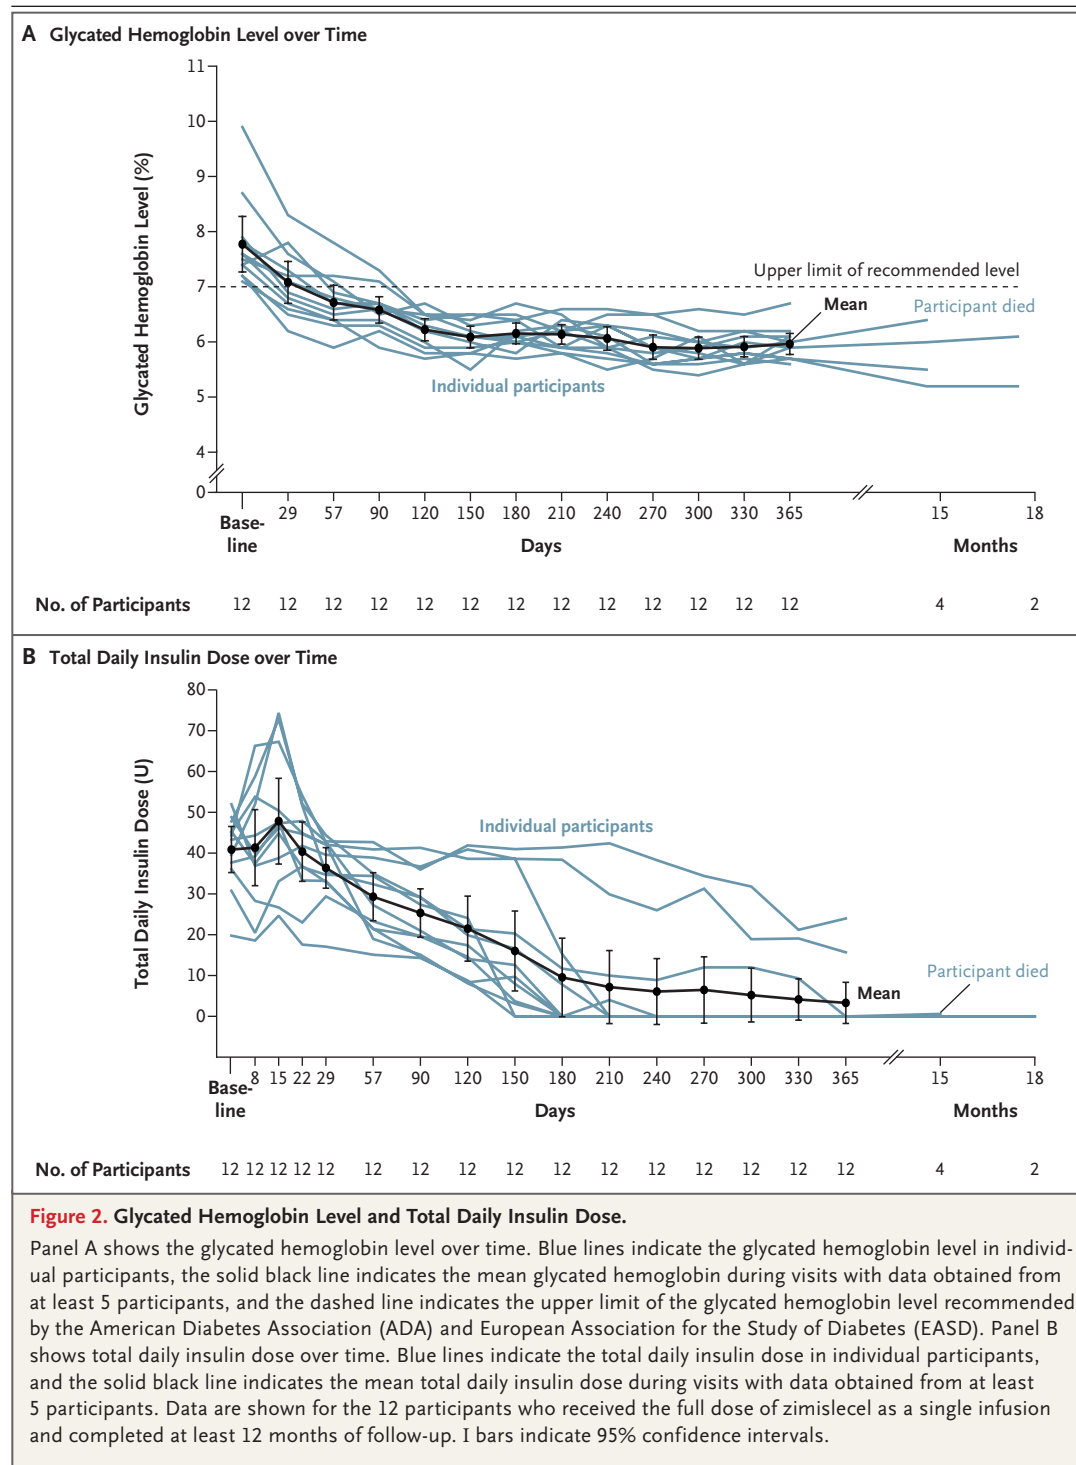 A Glycated Hemoglobin Level over Time
11
10
9
8
7
6
5
4
0
Glycated Hemoglobin Level (%)
Upper limit of recommended level
Mean
Participant died
Individual participants
Base-
line
29 57 90 120 150 180 210 240 270 300 330 365 15 18
Days Months
No. of Participants 12 12 12 12 12 12 12 12 12 12 12 12 12 4 2
B Total Daily Insulin Dose over Time
80
70
60
50
40
30
20
10
0
Total Daily Insulin Dose (U)
Individual participants
Participant died
Mean
Base-
line
8 15 22 29 57 90 120 150 180 210 240 270 300 330 365 15 18
Days Months
No. of Participants 12 12 12 12 12 12 12 12 12 12 12 12 12 12 12 12 4 2
Figure 2. Glycated Hemoglobin Level and Total Daily Insulin Dose.
Panel A shows the glycated hemoglobin level over time. Blue lines indicate the glycated hemoglobin level in individ-
ual participants, the solid black line indicates the mean glycated hemoglobin during visits with data obtained from
at least 5 participants, and the dashed line indicates the upper limit of the glycated hemoglobin level recommended
by the American Diabetes Association (ADA) and European Association for the Study of Diabetes (EASD). Panel B
shows total daily insulin dose over time. Blue lines indicate the total daily insulin dose in individual participants,
and the solid black line indicates the mean total daily insulin dose during visits with data obtained from at least
5 participants. Data are shown for the 12 participants who received the full dose of zimislecel as a single infusion
and completed at least 12 months of follow-up. I bars indicate 95% confidence intervals.